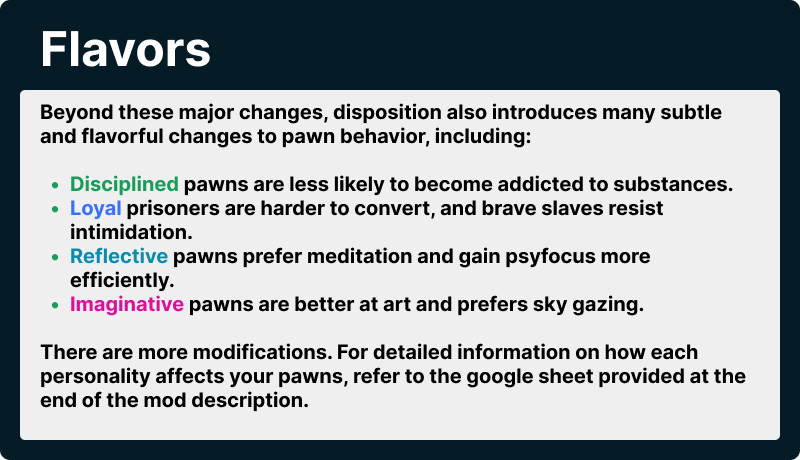 Flavors
Beyond these major changes, disposition also introduces many subtle
and flavorful changes to pawn behavior, including:
• Disciplined pawns are less likely to become addicted to substances.
• Loyal prisoners are harder to convert, and brave slaves resist
intimidation.
• Reflective pawns prefer meditation and gain psyfocus more
efficiently.
• Imaginative pawns are better at art and prefers sky gazing.
There are more modifications. For detailed information on how each
personality affects your pawns, refer to the google sheet provided at the
end of the mod description.